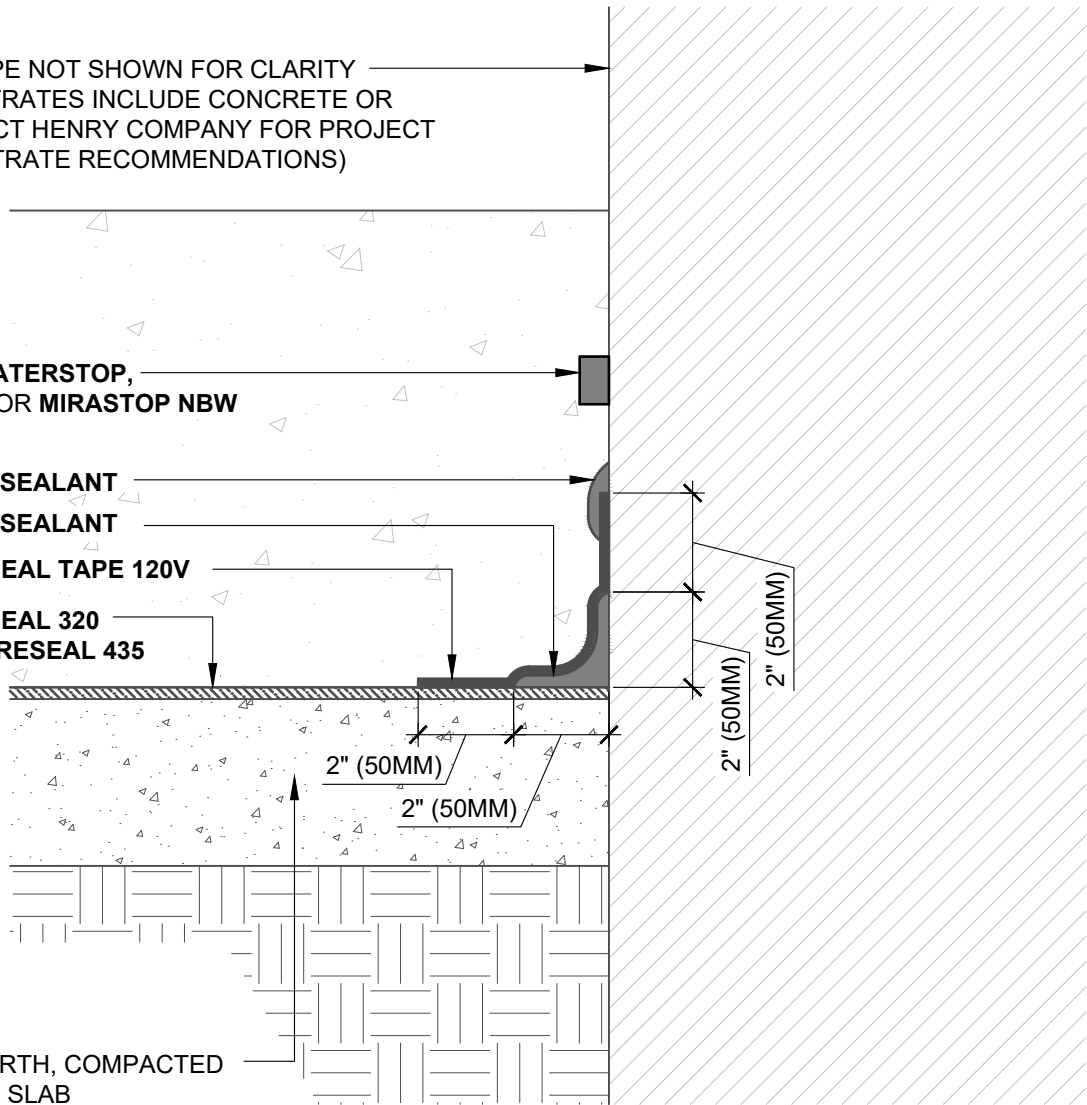 PE NOT SHOWN FOR CLARITY
TRATES INCLUDE CONCRETE OR
CT HENRY COMPANY FOR PROJECT
TRATE RECOMMENDATIONS)
ATERSTOP,
OR MIRASTOP NBW
SEALANT
SEALANT
EAL TAPE 120V
EAL 320
RESEAL 435
2" (50MM)
2" (50MM)
2" (50MM)
2" (50MM)
RTH, COMPACTED
SLAB